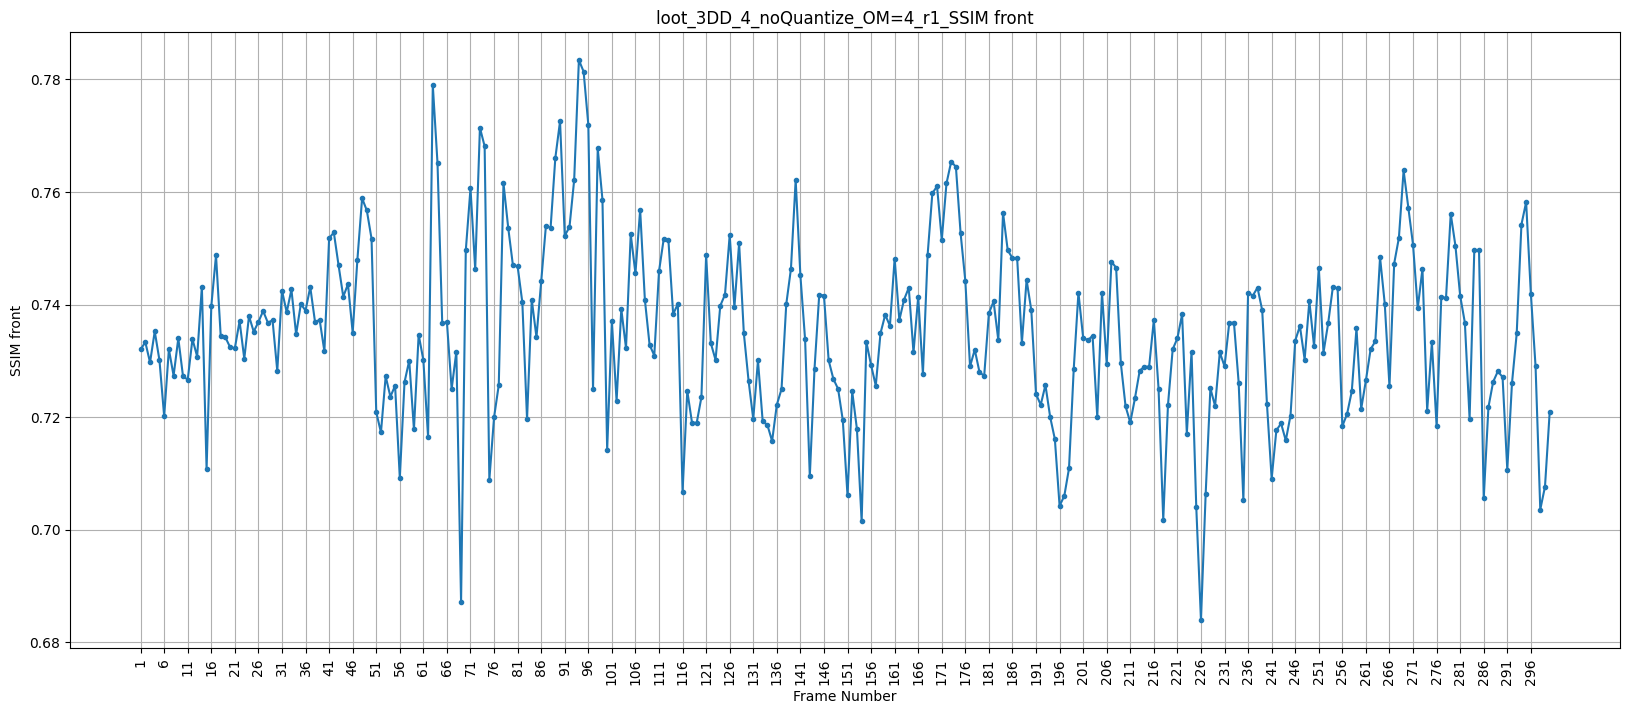 loot_3DD_4_noQuantize_OM=4_r1_SSIM front
SSIM front
0.78
0.76
0.74
0.72
0.70
0.68
1 6 11 16 21 26 31 36 41 46 51 56 61 66 71 76 81 86 91 96 101 106 111 116 121 126 131 136 141 146 151 156 161 166 171 176 181 186 191 196 201 206 211 216 221 226 231 236 241 246 251 256 261 266 271 276 281 286 291 296
Frame Number